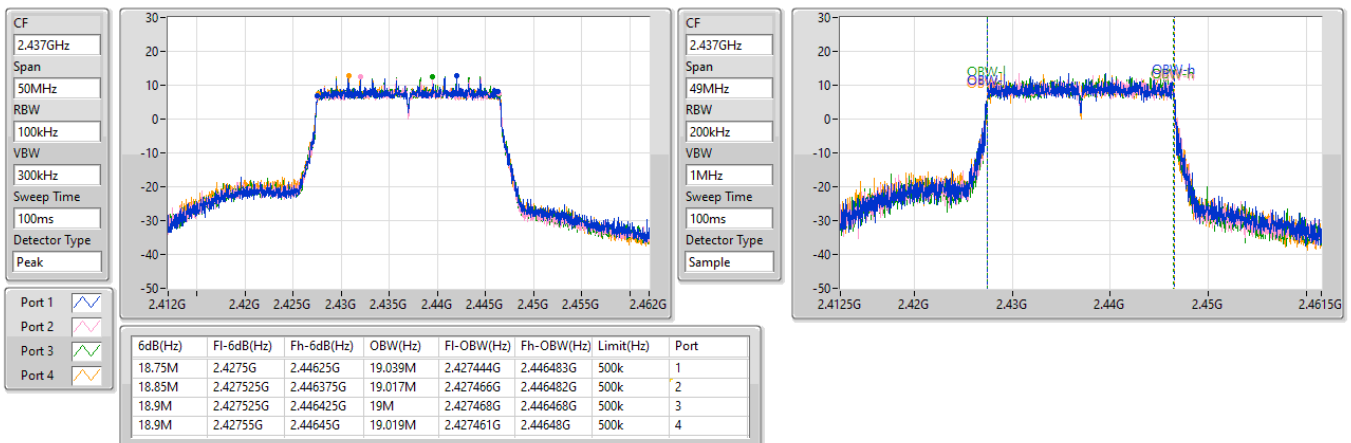 CF
2.437GHz
Span
50MHz
RBW
100kHz
VBW
300kHz
Sweep Time
100ms
Detector Type
Peak
30
20
10
0
-10
-20
-30
-40
-50
2.412G 2.42G 2.425G 2.43G 2.435G 2.44G 2.445G 2.45G 2.455G 2.462G
CF
2.437GHz
Span
49MHz
RBW
200kHz
VBW
1MHz
Sweep Time
100ms
Detector Type
Sample
30
20
10
0
-10
-20
-30
-40
-50
OBW-l
OBW-h
2.4125G 2.42G 2.43G 2.44G 2.45G 2.4615G
Port 1
Port 2
Port 3
Port 4
6dB(Hz) Fl-6dB(Hz) Fh-6dB(Hz) OBW(Hz) Fl-OBW(Hz) Fh-OBW(Hz) Limit(Hz) Port
18.75M 2.4275G 2.44625G 19.039M 2.427444G 2.446483G 500k 1
18.85M 2.427525G 2.446375G 19.017M 2.427466G 2.446482G 500k 2
18.9M 2.427525G 2.446425G 19M 2.427468G 2.446468G 500k 3
18.9M 2.42755G 2.44645G 19.019M 2.427461G 2.44648G 500k 4